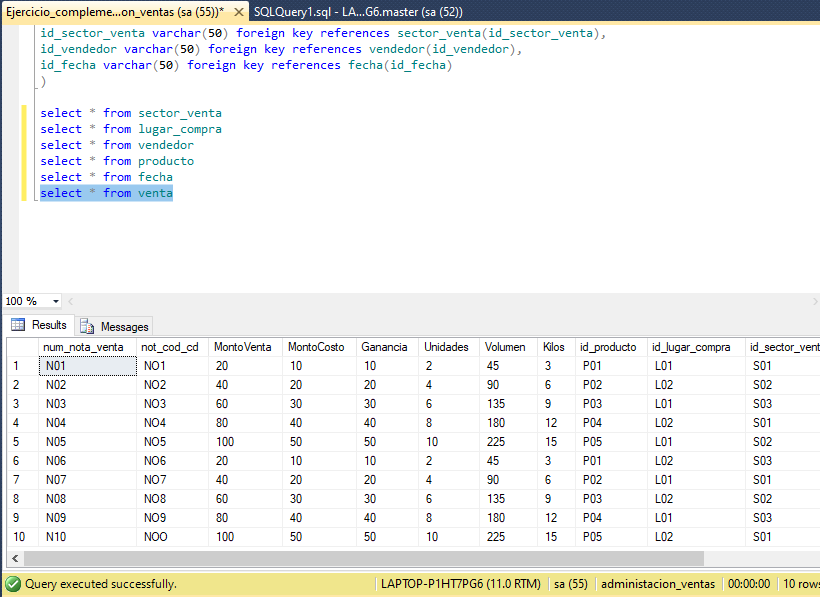 Ejercicio_compleme...on_ventas (sa (55))* ✕ SQLQuery1.sql - LA...G6.master (sa (52))
id_sector_venta varchar(50) foreign key references sector_venta(id_sector_venta),
id_vendedor varchar(50) foreign key references vendedor(id_vendedor),
id_fecha varchar(50) foreign key references fecha(id_fecha)
)
select * from sector_venta
select * from lugar_compra
select * from vendedor
select * from producto
select * from fecha
select * from venta
100 %
Results Messages
num_nota_venta not_cod_cd MontoVenta MontoCosto Ganancia Unidades Volumen Kilos id_producto id_lugar_compra id_sector_vent
1 N01 NO1 20 10 10 2 45 3 P01 L01 S01
2 N02 NO2 40 20 20 4 90 6 P02 L02 S02
3 N03 NO3 60 30 30 6 135 9 P03 L01 S03
4 N04 NO4 80 40 40 8 180 12 P04 L02 S01
5 N05 NO5 100 50 50 10 225 15 P05 L01 S02
6 N06 NO6 20 10 10 2 45 3 P01 L02 S03
7 N07 NO7 40 20 20 4 90 6 P02 L01 S01
8 N08 NO8 60 30 30 6 135 9 P03 L02 S02
9 N09 NO9 80 40 40 8 180 12 P04 L01 S03
10 N10 NOO 100 50 50 10 225 15 P05 L02 S01
Query executed successfully. LAPTOP-P1HT7PG6 (11.0 RTM) sa (55) administacion_ventas 00:00:00 10 rows